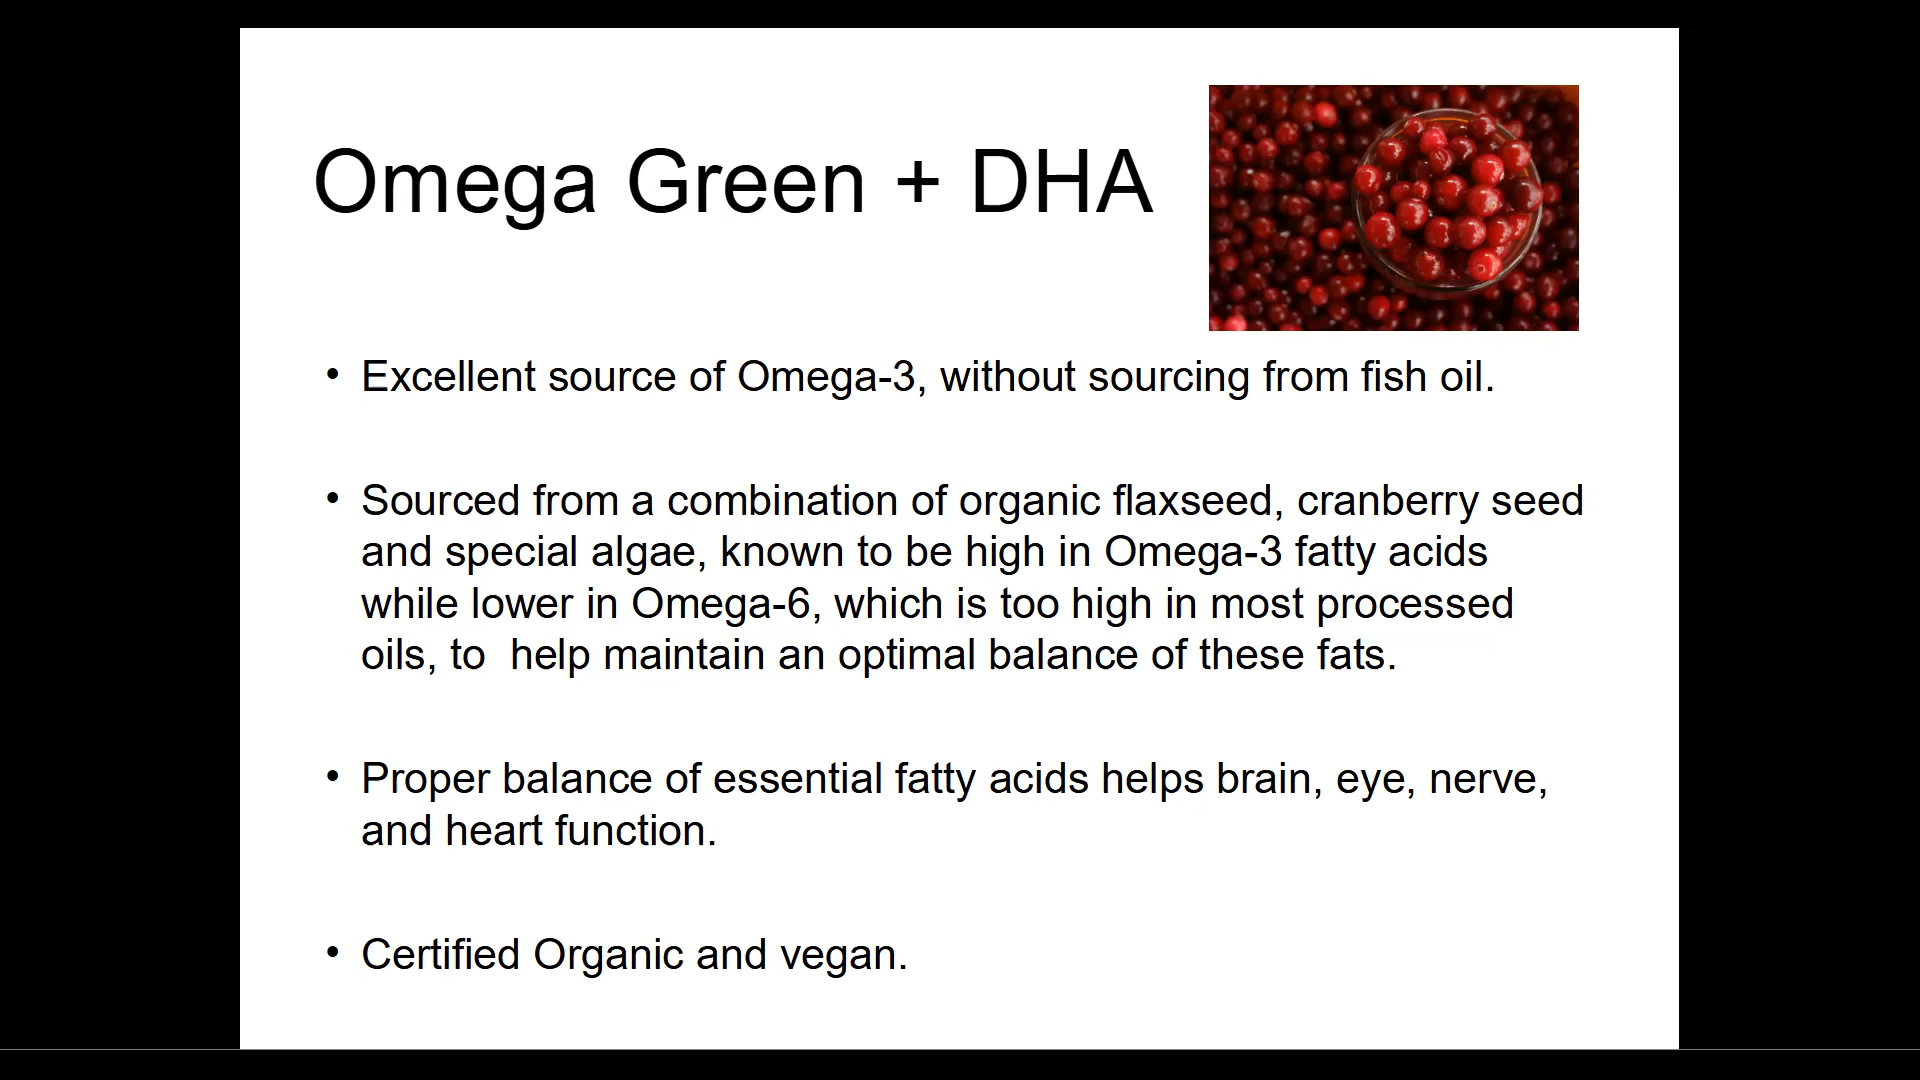 Omega Green + DHA
• Excellent source of Omega-3, without sourcing from fish oil.
• Sourced from a combination of organic flaxseed, cranberry seed
and special algae, known to be high in Omega-3 fatty acids
while lower in Omega-6, which is too high in most processed
oils, to  help maintain an optimal balance of these fats.
• Proper balance of essential fatty acids helps brain, eye, nerve,
and heart function.
• Certified Organic and vegan.